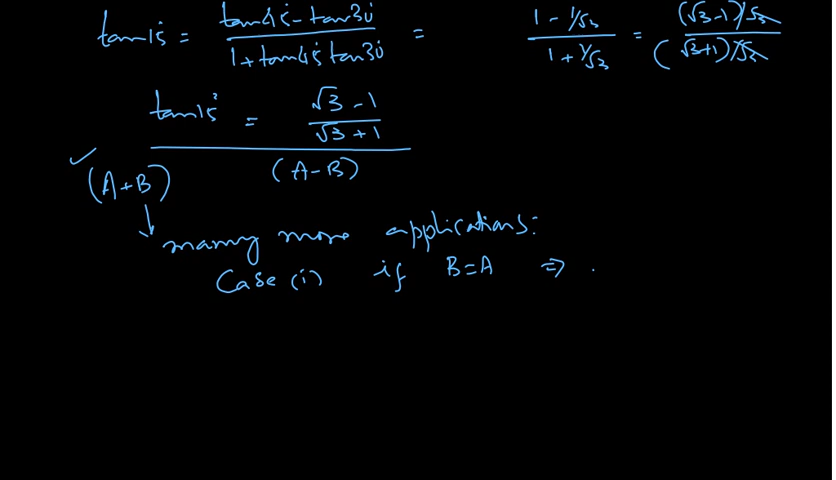 tan15° = (tan45° - tan30°) / (1 + tan45° tan30°) = (1 - 1/√3) / (1 + 1/√3) = ((√3-1)/√3) / ((√3+1)/√3)
tan15° = (√3 - 1) / (√3 + 1)
✓ (A+B) (A-B)
↓ many more applications:
Case (i) if B=A ⇒ .